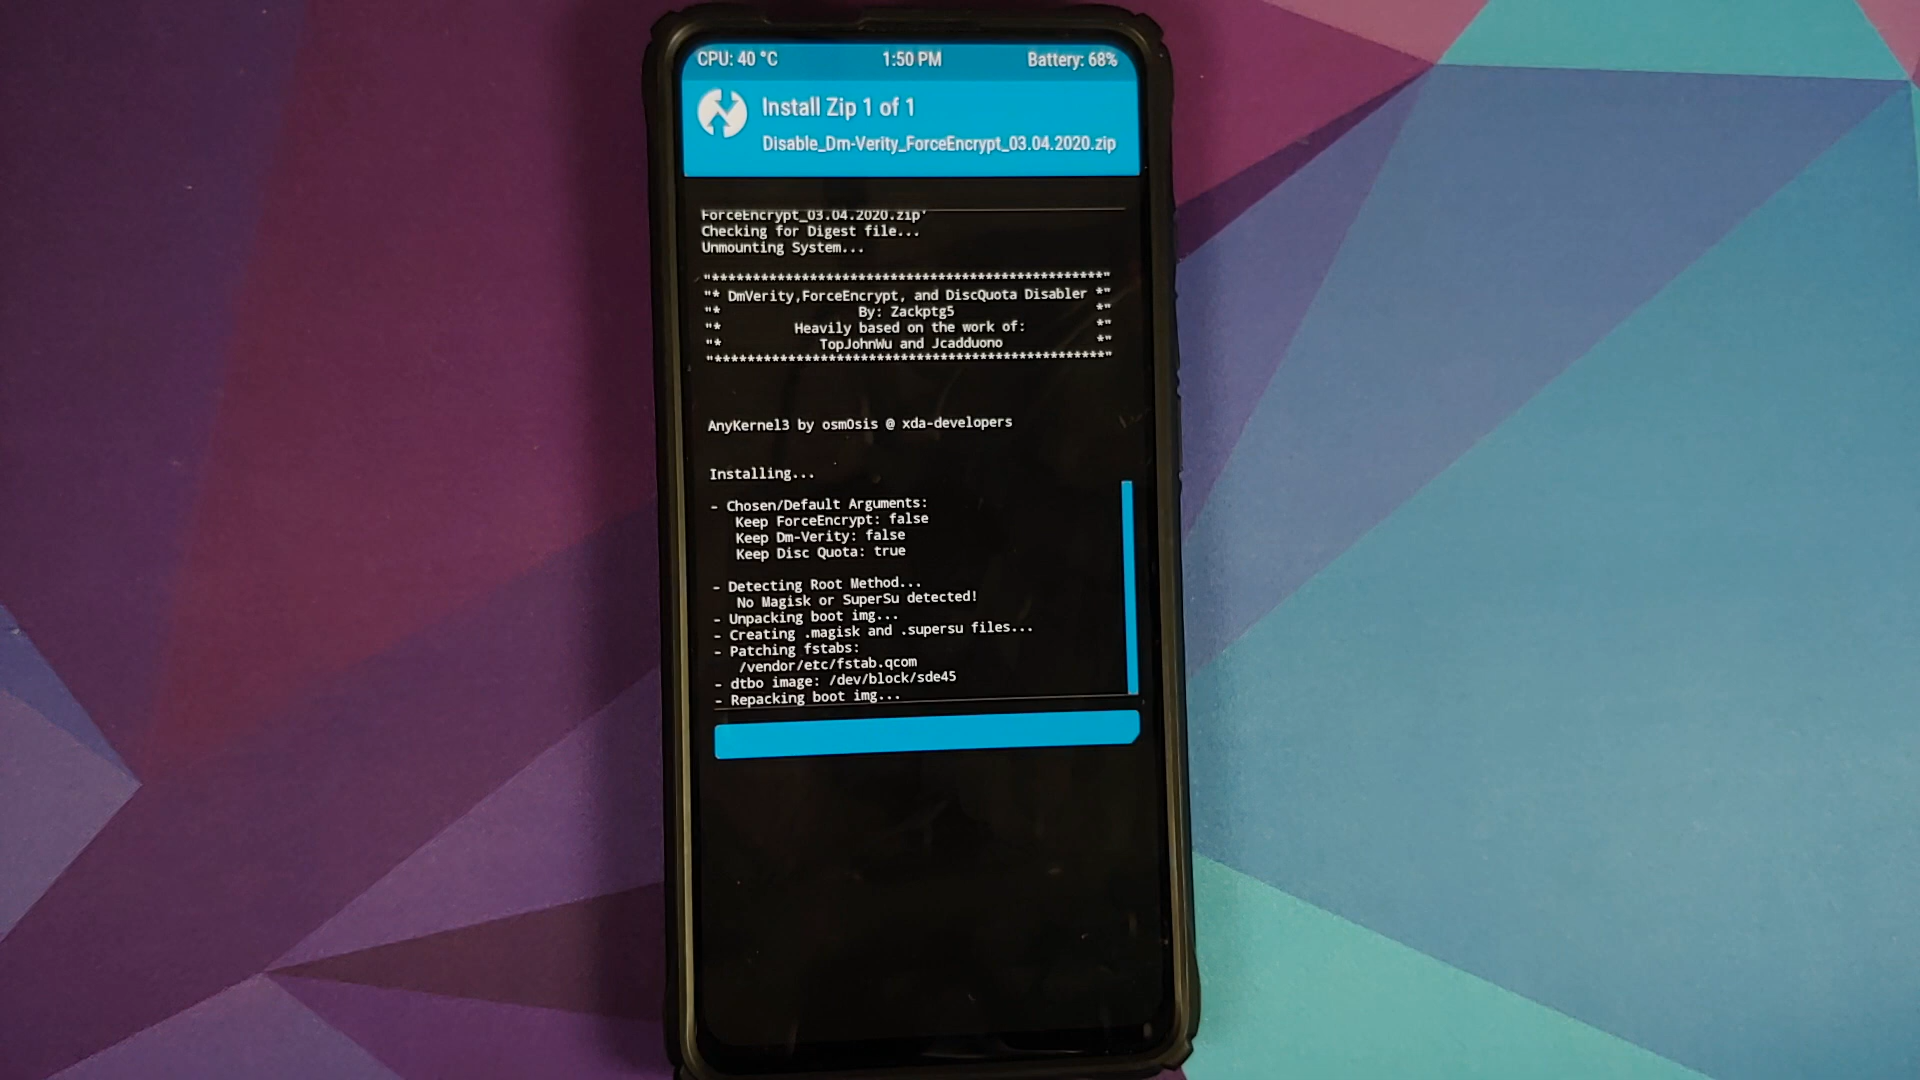 CPU: 40 °C 1:50 PM Battery: 68%
Install Zip 1 of 1
Disable_Dm-Verity_ForceEncrypt_03.04.2020.zip
ForceEncrypt_03.04.2020.zip'
Checking for Digest file...
Unmounting System...
"*************************************************"
"* DmVerity,ForceEncrypt, and DiscQuota Disabler *"
"* By: Zackptg5 *"
"* Heavily based on the work of: *"
"* TopJohnWu and Jcadduono *"
"*************************************************"
AnyKernel3 by osm0sis @ xda-developers
Installing...
- Chosen/Default Arguments:
Keep ForceEncrypt: false
Keep Dm-Verity: false
Keep Disc Quota: true
- Detecting Root Method...
No Magisk or SuperSu detected!
- Unpacking boot img...
- Creating .magisk and .supersu files...
- Patching fstabs:
/vendor/etc/fstab.qcom
- dtbo image: /dev/block/sde45
- Repacking boot img...